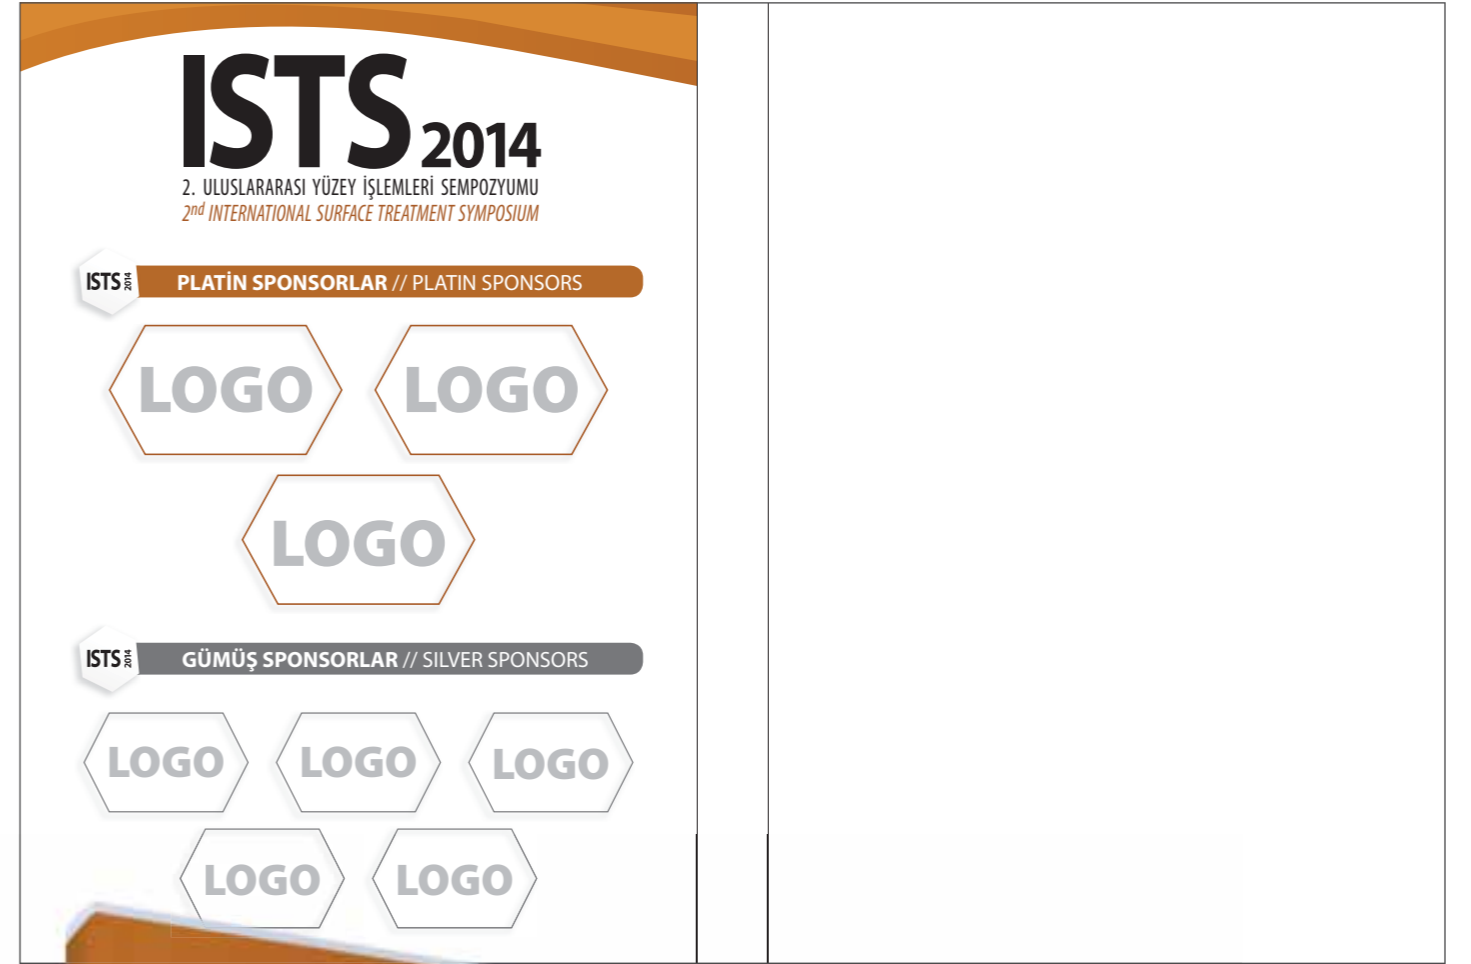 ISTS 2014
2. ULUSLARARASI YÜZEY İŞLEMLERİ SEMPOZYUMU
2nd INTERNATIONAL SURFACE TREATMENT SYMPOSIUM
ISTS 2014 PLATİN SPONSORLAR // PLATIN SPONSORS
LOGO LOGO
LOGO
ISTS 2014 GÜMÜŞ SPONSORLAR // SILVER SPONSORS
LOGO LOGO LOGO
LOGO LOGO